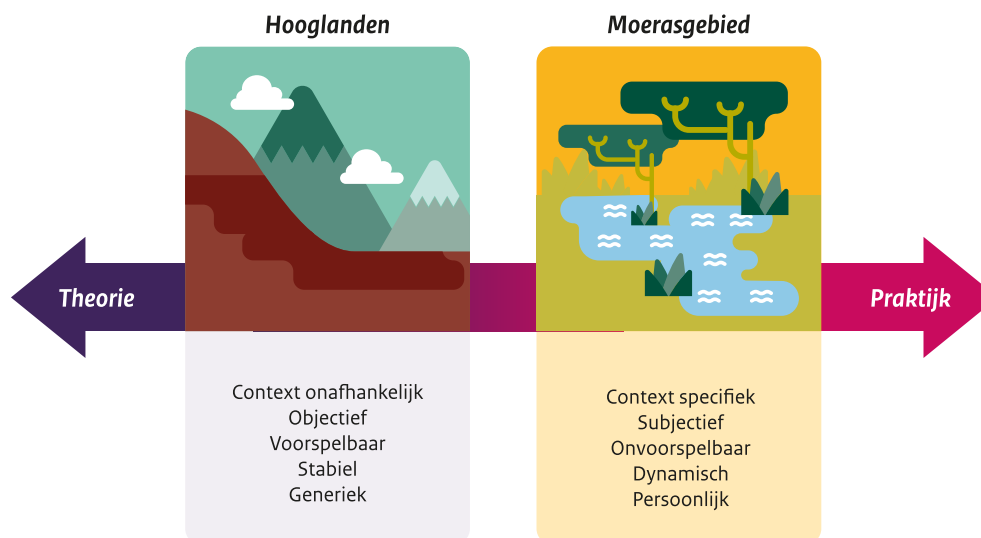 Hooglanden
Moerasgebied
Theorie
Praktijk
Context onafhankelijk
Objectief
Voorspelbaar
Stabiel
Generiek
Context specifiek
Subjectief
Onvoorspelbaar
Dynamisch
Persoonlijk